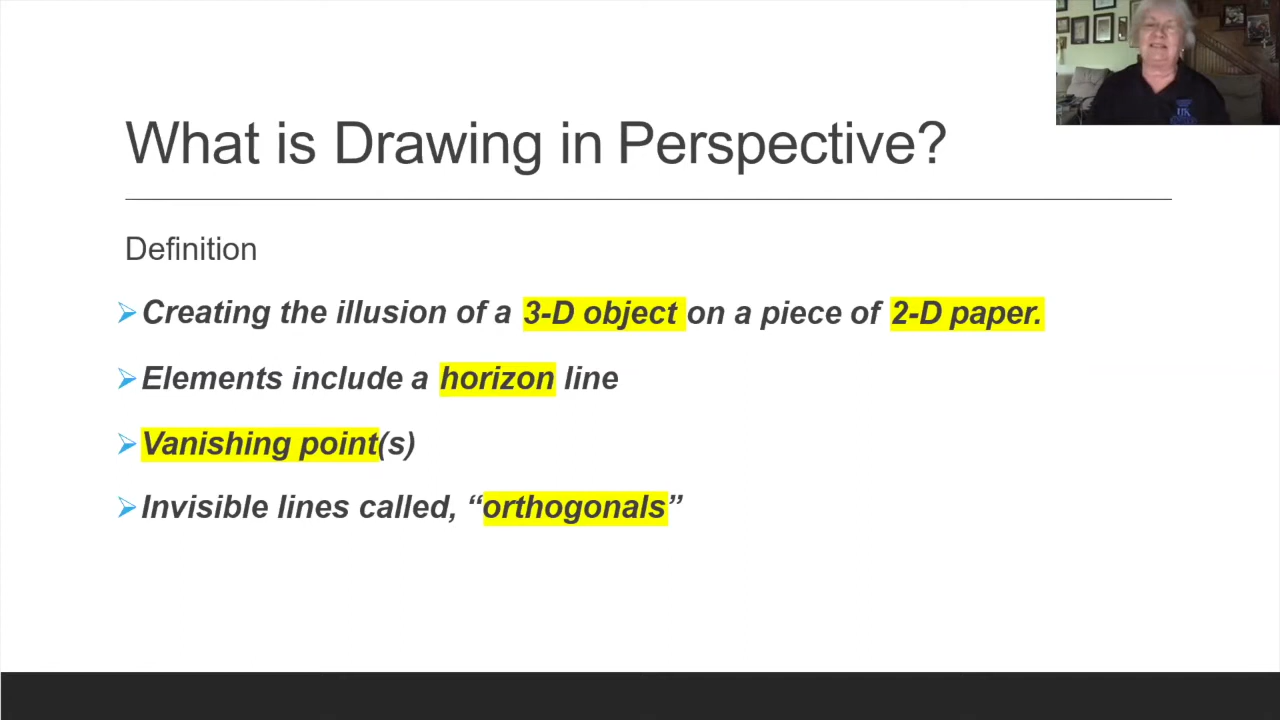 What is Drawing in Perspective?
Definition
Creating the illusion of a 3-D object on a piece of 2-D paper.
Elements include a horizon line
Vanishing point(s)
Invisible lines called, “orthogonals”
UK